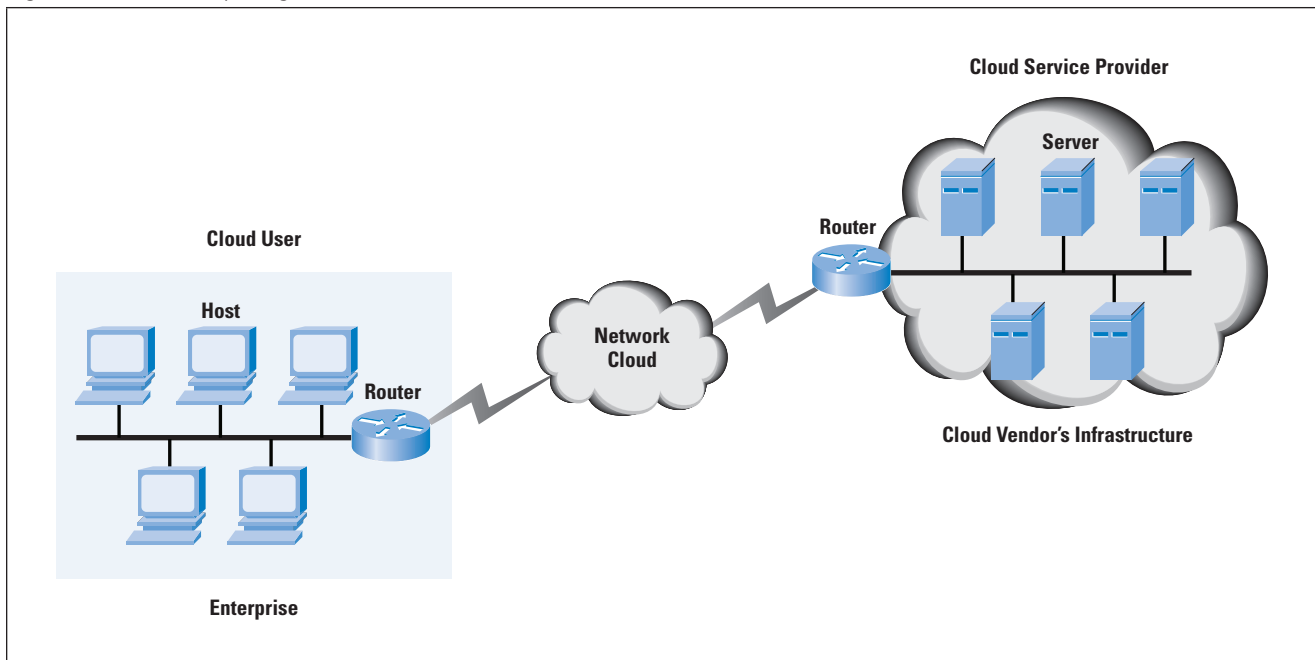 Cloud Service Provider
Server
Router
Cloud User
Host
Network
Cloud
Router
Cloud Vendor's Infrastructure
Enterprise